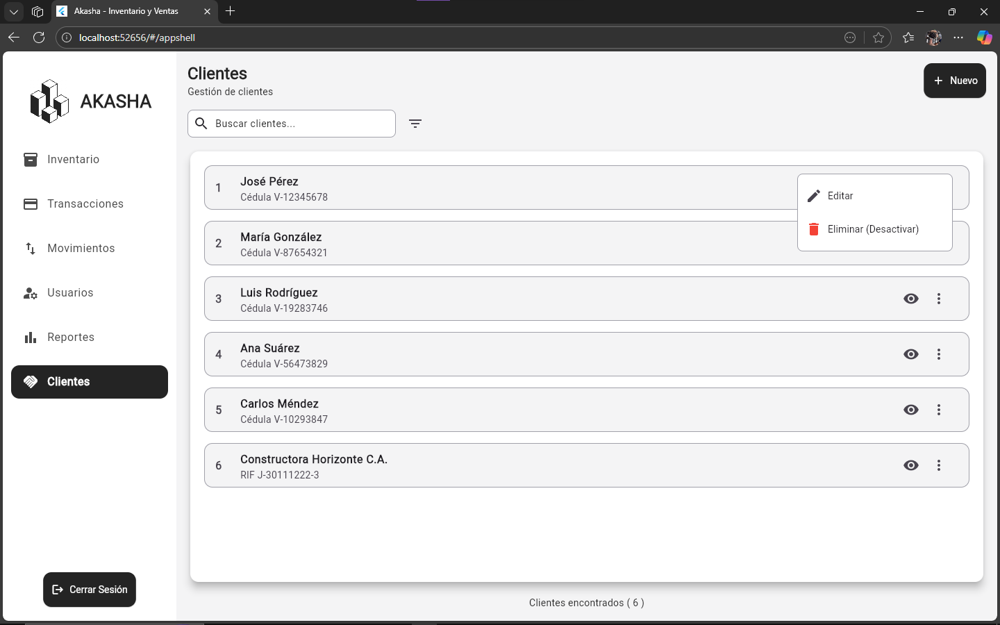 Akasha - Inventario y Ventas
localhost:52656/#/appshell
AKASHA
Inventario
Transacciones
Movimientos
Usuarios
Reportes
Clientes
Cerrar Sesión
Clientes
Gestión de clientes
Nuevo
Buscar clientes...
1
José Pérez
Cédula V-12345678
Editar
Eliminar (Desactivar)
2
María González
Cédula V-87654321
3
Luis Rodríguez
Cédula V-19283746
4
Ana Suárez
Cédula V-56473829
5
Carlos Méndez
Cédula V-10293847
6
Constructora Horizonte C.A.
RIF J-30111222-3
Clientes encontrados ( 6 )